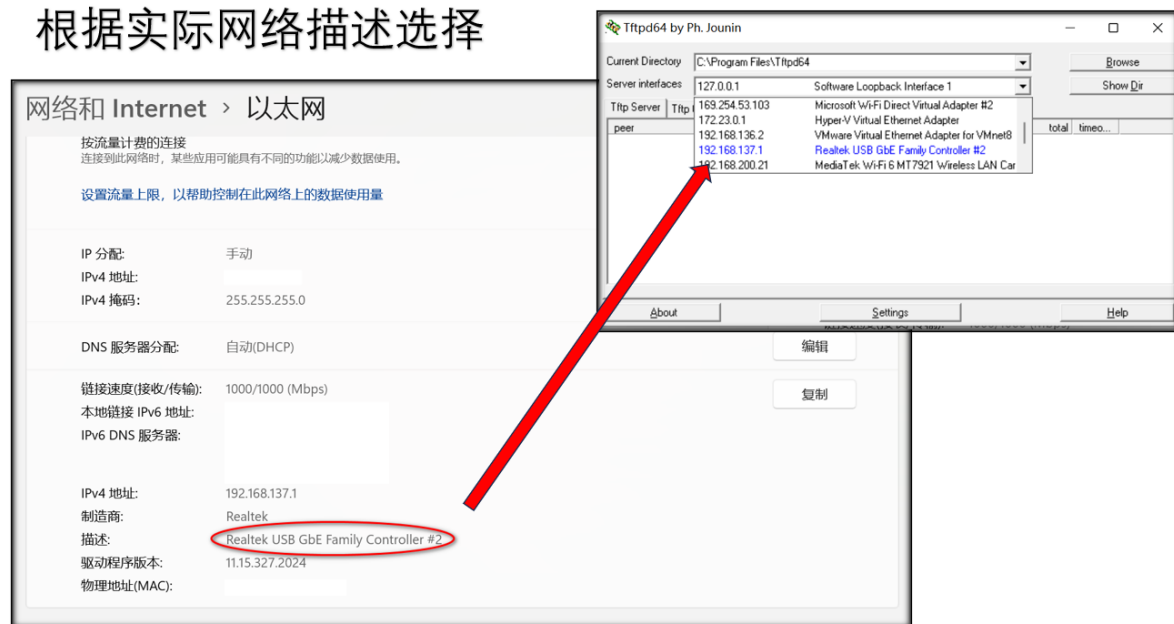 根据实际网络描述选择
网络和 Internet › 以太网
按流量计费的连接
连接到此网络时，某些应用可能具有不同的功能以减少数据使用。
设置流量上限，以帮助控制在此网络上的数据使用量
IP 分配: 手动
IPv4 地址:
IPv4 掩码: 255.255.255.0
DNS 服务器分配: 自动(DHCP)
编辑
链接速度(接收/传输): 1000/1000 (Mbps)
复制
本地链接 IPv6 地址:
IPv6 DNS 服务器:
IPv4 地址: 192.168.137.1
制造商: Realtek
描述: Realtek USB GbE Family Controller #2
驱动程序版本: 11.15.327.2024
物理地址(MAC):
Tftpd64 by Ph. Jounin
Current Directory C:\Program Files\Tftpd64 Browse
Server interfaces 127.0.0.1 Software Loopback Interface 1 Show Dir
Tftp Server Tftp
169.254.53.103 Microsoft Wi-Fi Direct Virtual Adapter #2
172.23.0.1 Hyper-V Virtual Ethernet Adapter
peer total timeo...
192.168.136.2 VMware Virtual Ethernet Adapter for VMnet8
192.168.137.1 Realtek USB GbE Family Controller #2
192.168.200.21 MediaTek Wi-Fi 6 MT7921 Wireless LAN Car
About Settings Help